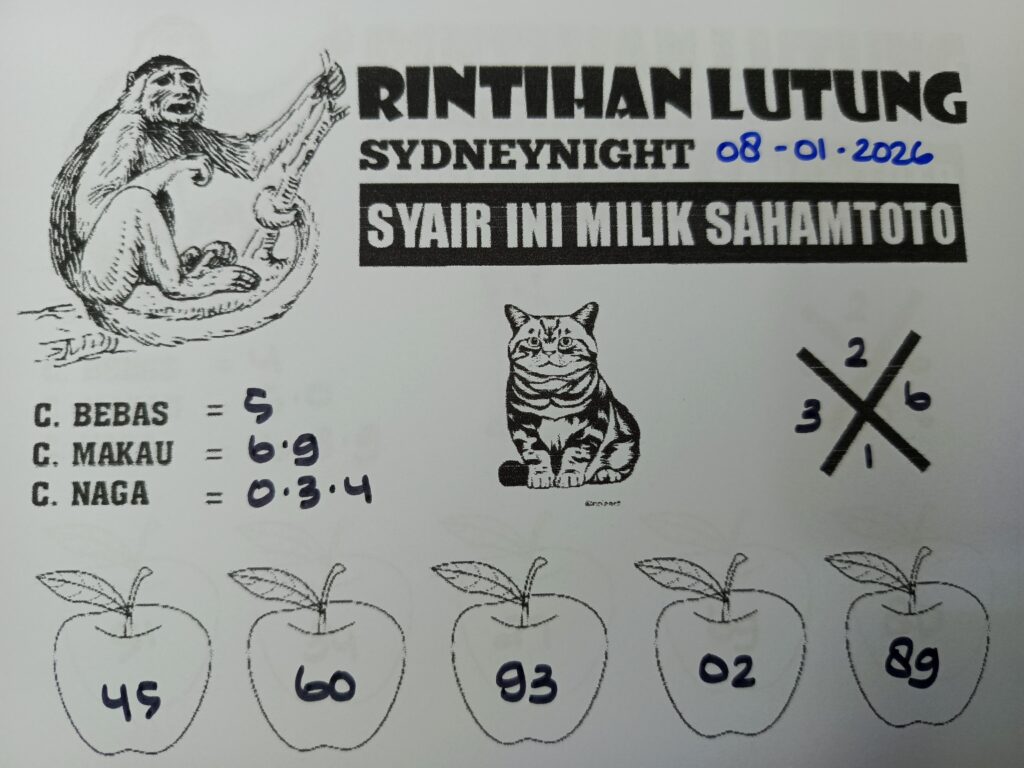 RINTIHAN LUTUNG
SYDNEYNIGHT 08-01-2026
SYAIR INI MILIK SAHAMTOTO
C. BEBAS = 5
C. MAKAU = 6.9
C. NAGA = 0.3.4
2
3 6
1
45 60 93 02 89